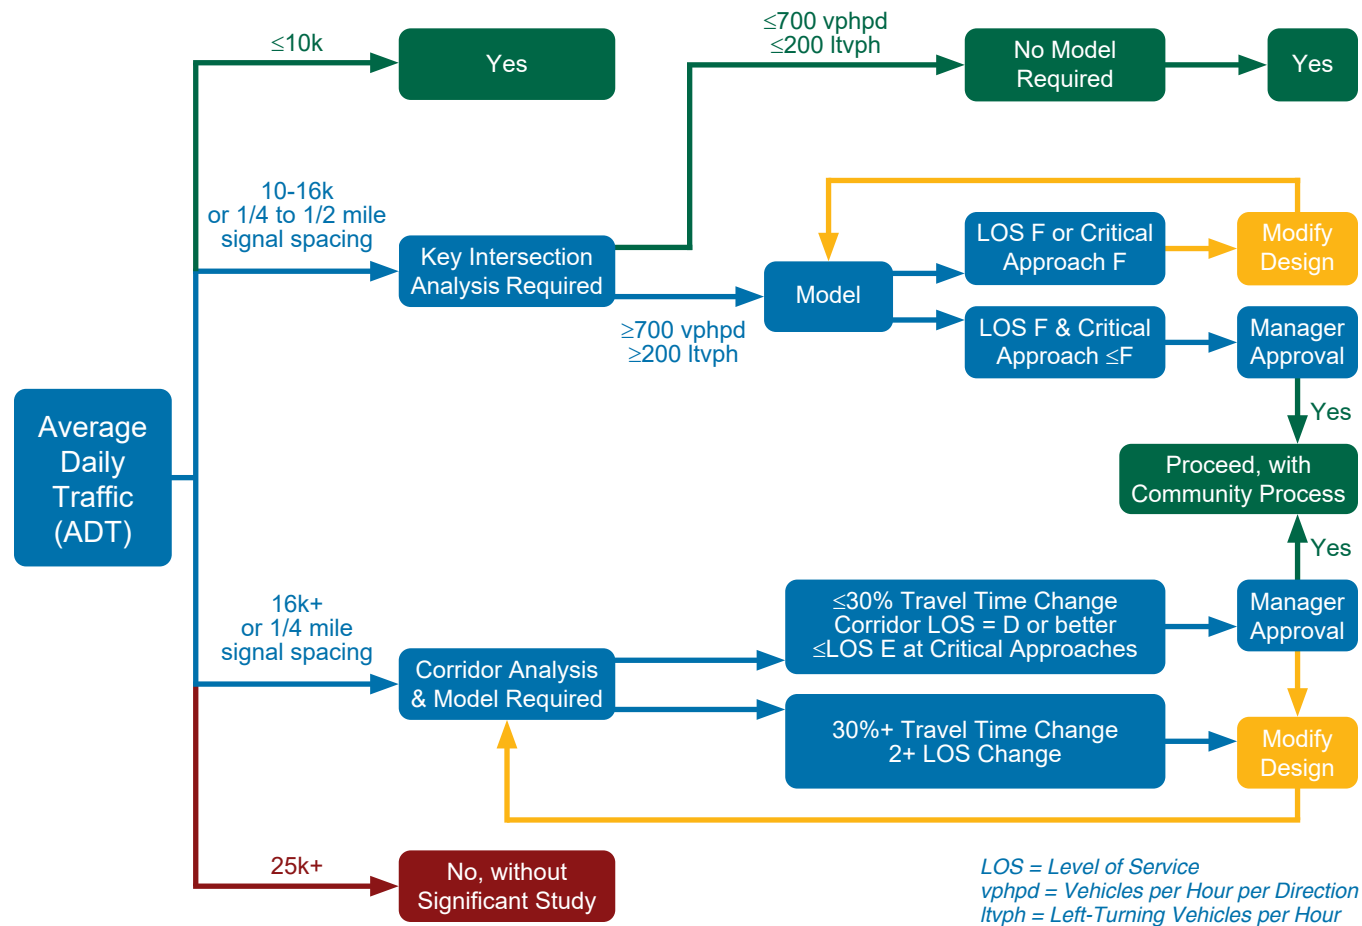 ≤10k
Yes
≤700 vphpd
≤200 ltvph
No Model
Required
Yes
10-16k
or 1/4 to 1/2 mile
signal spacing
Key Intersection
Analysis Required
≥700 vphpd
≥200 ltvph
Model
LOS F or Critical
Approach F
Modify
Design
LOS F & Critical
Approach ≤F
Manager
Approval
Yes
Proceed, with
Community Process
Yes
Average
Daily
Traffic
(ADT)
16k+
or 1/4 mile
signal spacing
Corridor Analysis
& Model Required
≤30% Travel Time Change
Corridor LOS = D or better
≤LOS E at Critical Approaches
Manager
Approval
30%+ Travel Time Change
2+ LOS Change
Modify
Design
25k+
No, without
Significant Study
LOS = Level of Service
vphpd = Vehicles per Hour per Direction
ltvph = Left-Turning Vehicles per Hour